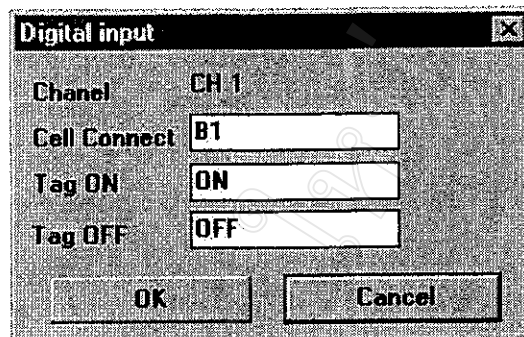 Digital input
Chanel CH 1
Cell Connect B1
Tag ON ON
Tag OFF OFF
OK Cancel